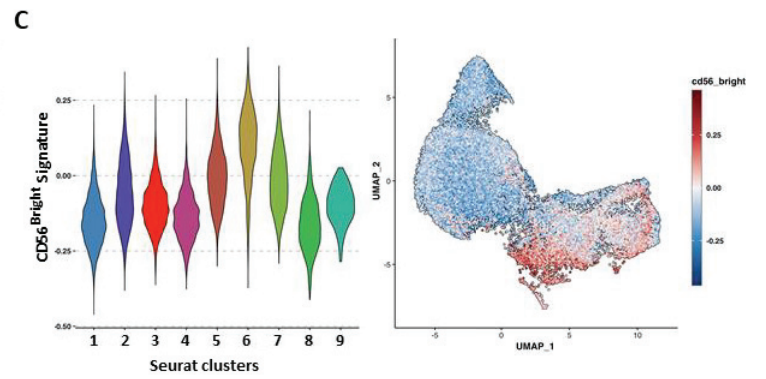 C
CD56Bright Signature
0.25
0.00
-0.25
-0.50
1 2 3 4 5 6 7 8 9
Seurat clusters
UMAP_2
5
0
-5
-5 0 5 10
UMAP_1
cd56_bright
0.25
0.00
-0.25